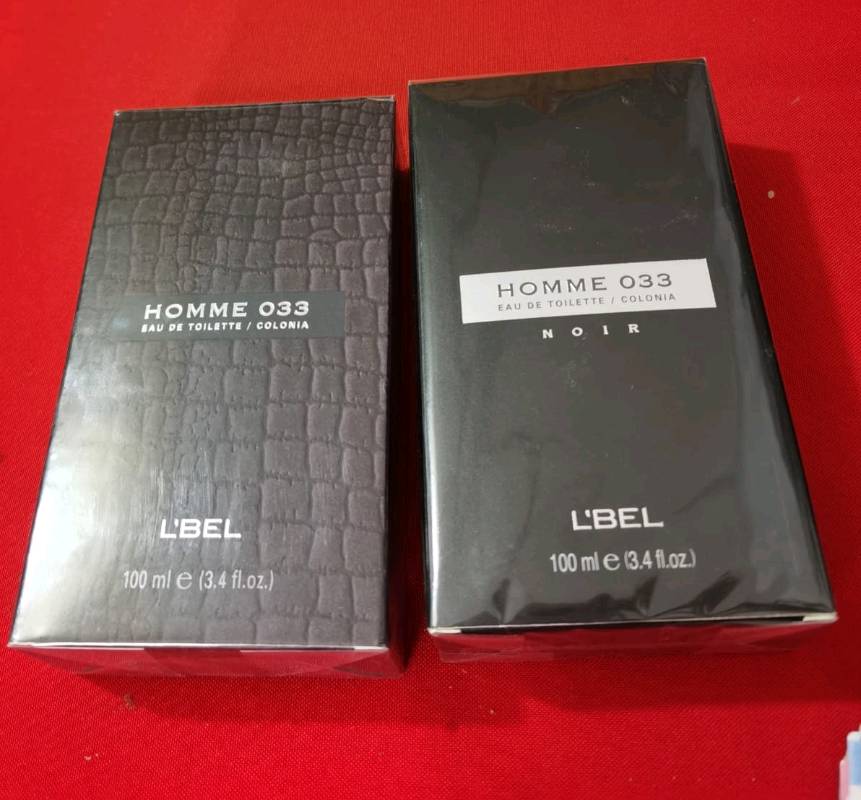 HOMME 033
EAU DE TOILETTE / COLONIA
L'BEL
100 ml e (3.4 fl.oz.)
HOMME 033
EAU DE TOILETTE / COLONIA
NOIR
L'BEL
100 ml e (3.4 fl.oz.)